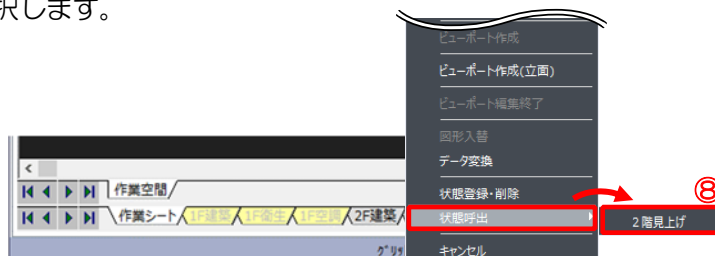 択します。
ビューポート作成
ビューポート作成(立面)
ビューポート編集終了
図形入替
データ変換
状態登録・削除
状態呼出
キャンセル
⑧
2階見上げ
作業空間
作業シート 1F建築 1F衛生 1F空調 2F建築
グリッ